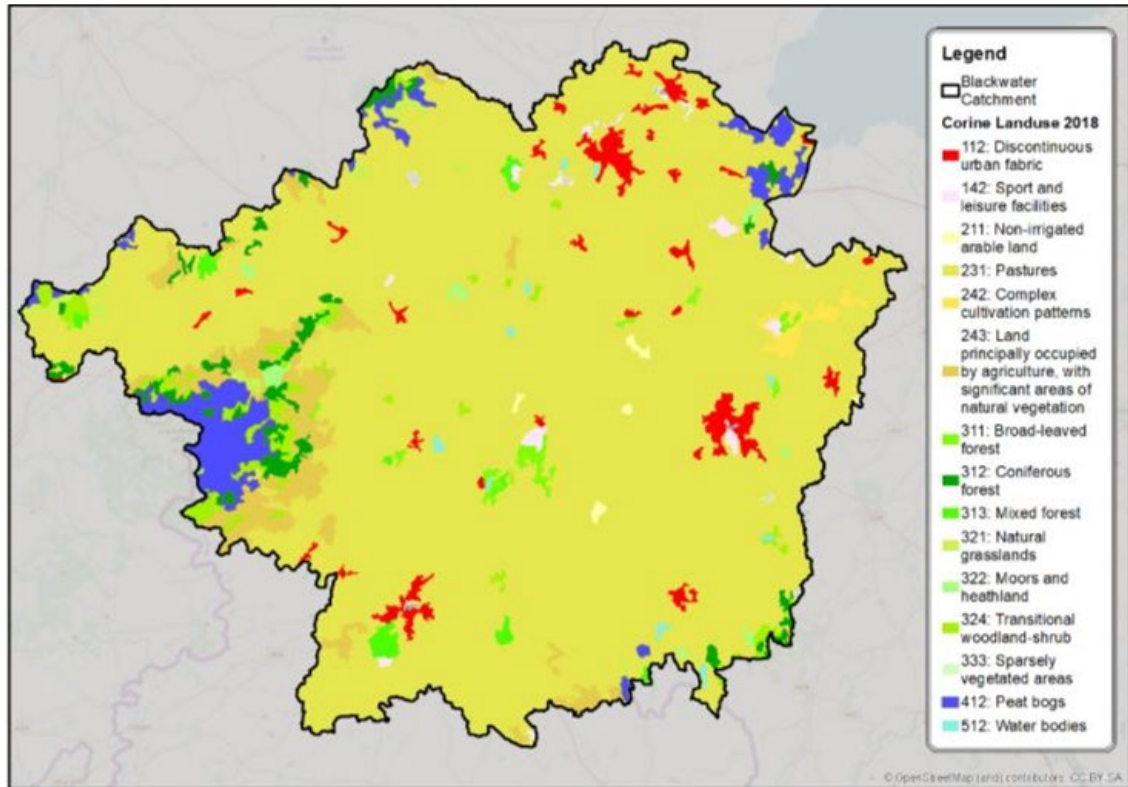 Legend
Blackwater
Catchment
Corine Landuse 2018
112: Discontinuous
urban fabric
142: Sport and
leisure facilities
211: Non-irrigated
arable land
231: Pastures
242: Complex
cultivation patterns
243: Land
principally occupied
by agriculture, with
significant areas of
natural vegetation
311: Broad-leaved
forest
312: Coniferous
forest
313: Mixed forest
321: Natural
grasslands
322: Moors and
heathland
324: Transitional
woodland-shrub
333: Sparsely
vegetated areas
412: Peat bogs
512: Water bodies
© OpenStreetMap (and) contributors, CC-BY-SA